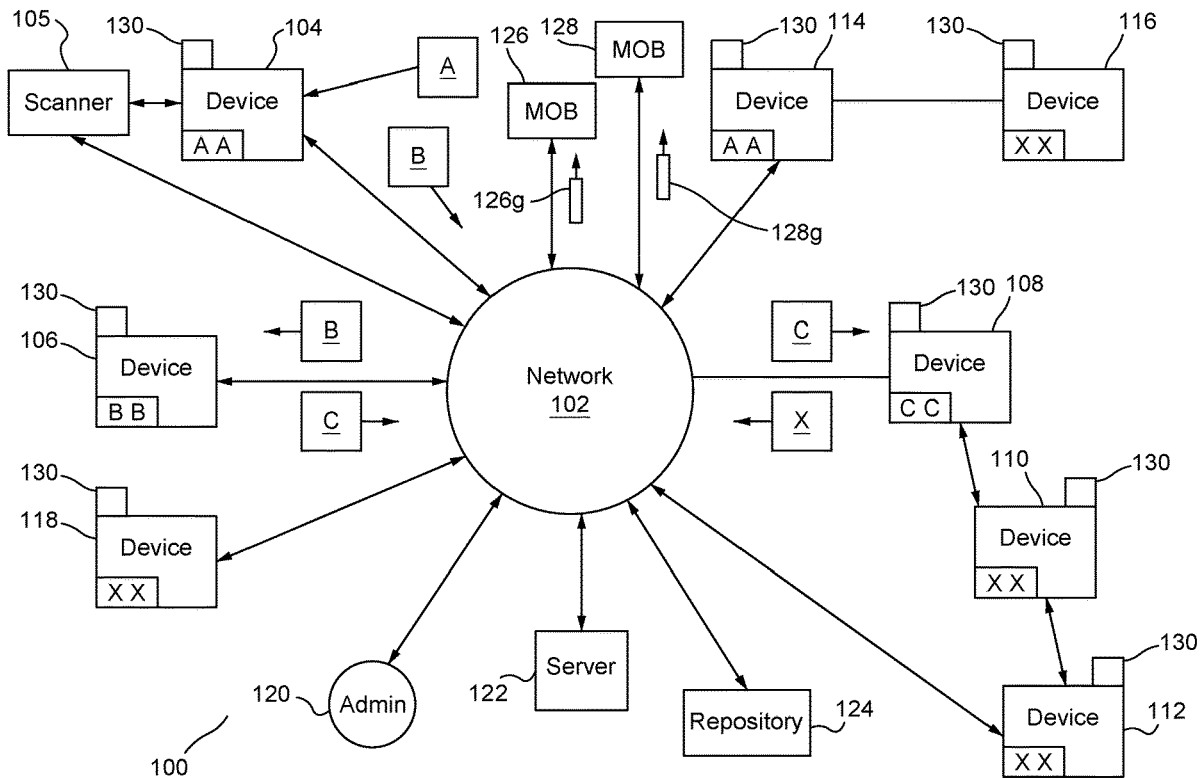 105
130
104
126
128
130
114
130
116
Scanner
Device
A A
A
MOB
MOB
Device
A A
Device
X X
B
126g
128g
130
106
Device
B B
B
C
Network
102
C
X
130
108
Device
C C
130
118
Device
X X
110
130
Device
X X
120
Admin
122
Server
Repository
124
130
Device
X X
112
100